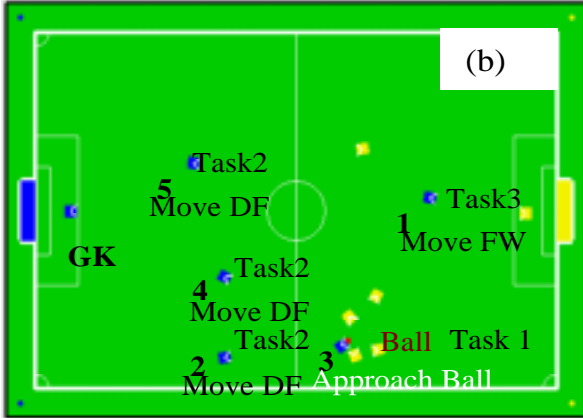 (b)
Task2
5
Move DF
Task3
1
Move FW
GK
Task2
4
Move DF
Task2
2
Move DF
3
Ball
Task 1
Approach Ball